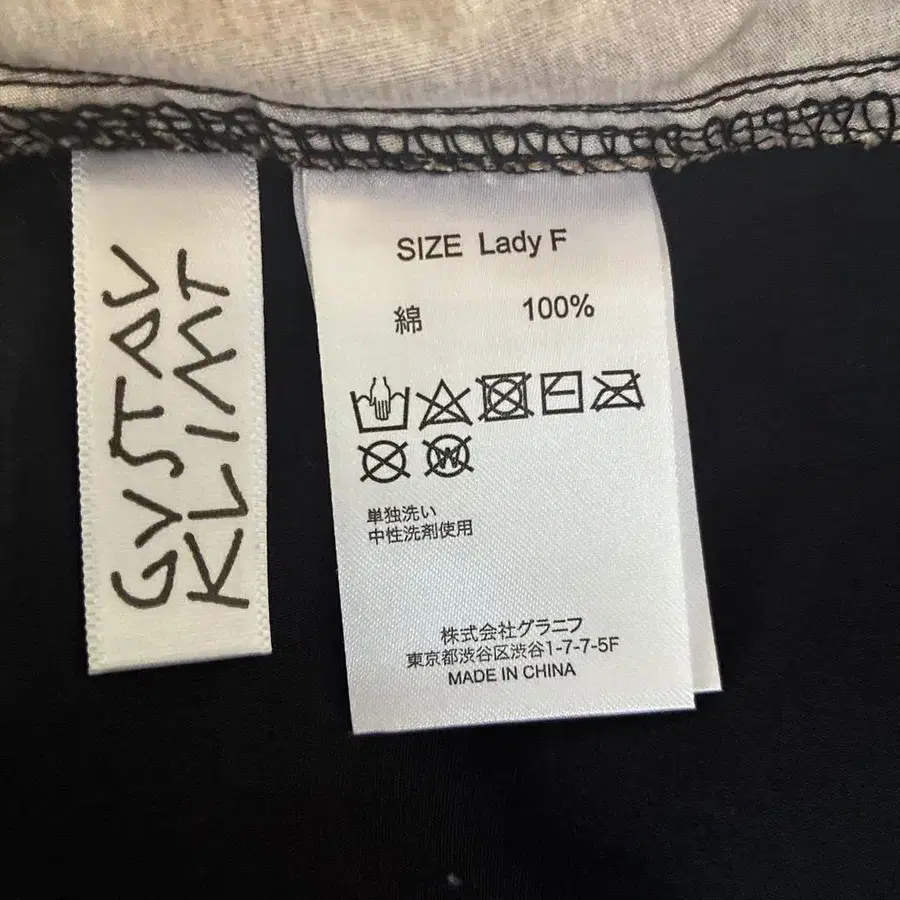 GVSTAV
KLIMT
SIZE Lady F
綿 100%
W
単独洗い
中性洗剤使用
株式会社グラニフ
東京都渋谷区渋谷1-7-7-5F
MADE IN CHINA